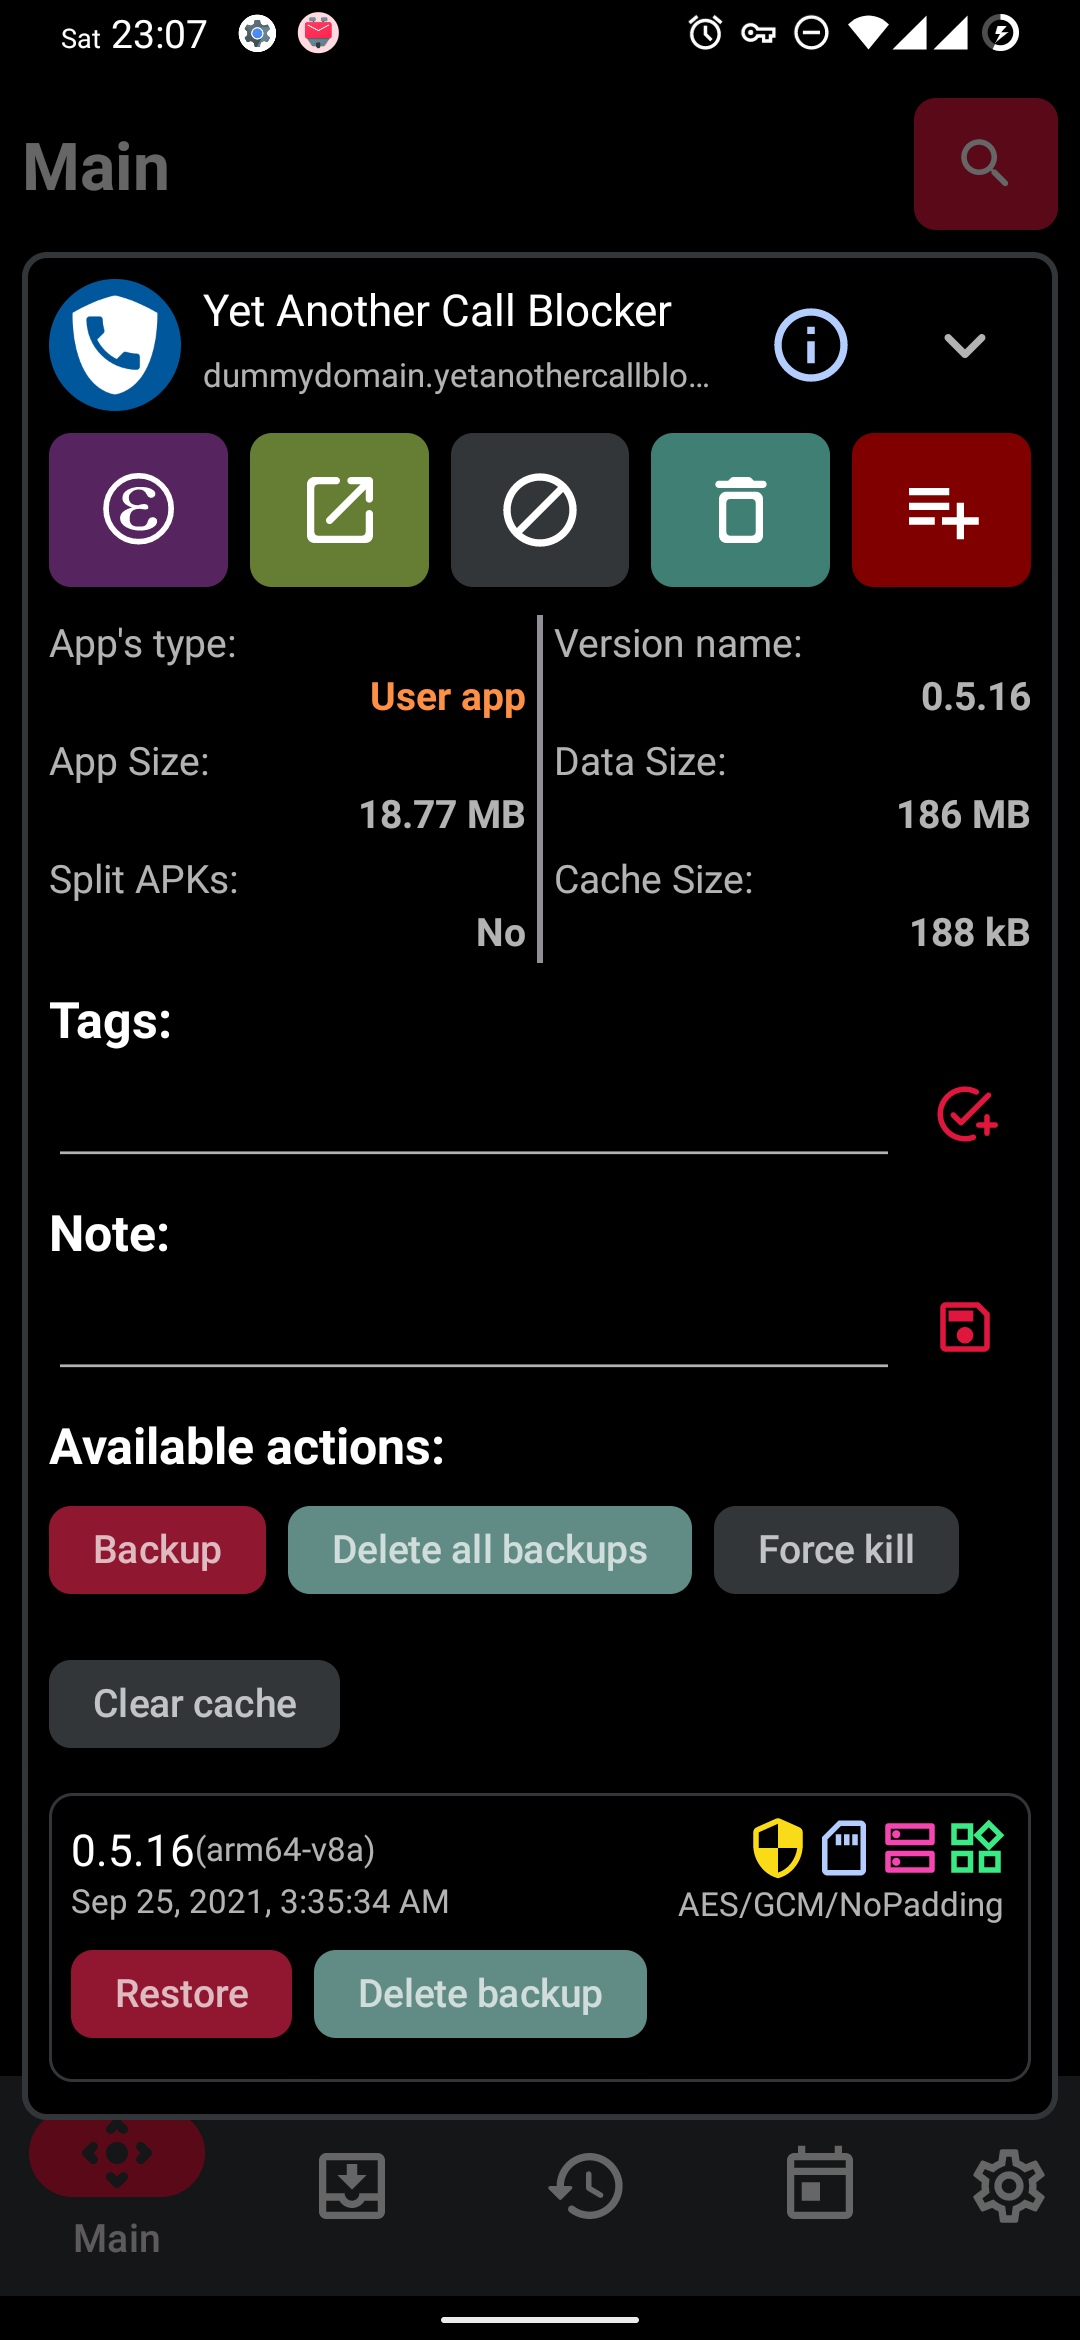 Sat 23:07
Main
Yet Another Call Blocker
dummydomain.yetanothercallblo...
App's type:
User app
Version name:
0.5.16
App Size:
18.77 MB
Data Size:
186 MB
Split APKs:
No
Cache Size:
188 kB
Tags:
Note:
Available actions:
Backup
Delete all backups
Force kill
Clear cache
0.5.16(arm64-v8a)
Sep 25, 2021, 3:35:34 AM
AES/GCM/NoPadding
Restore
Delete backup
Main